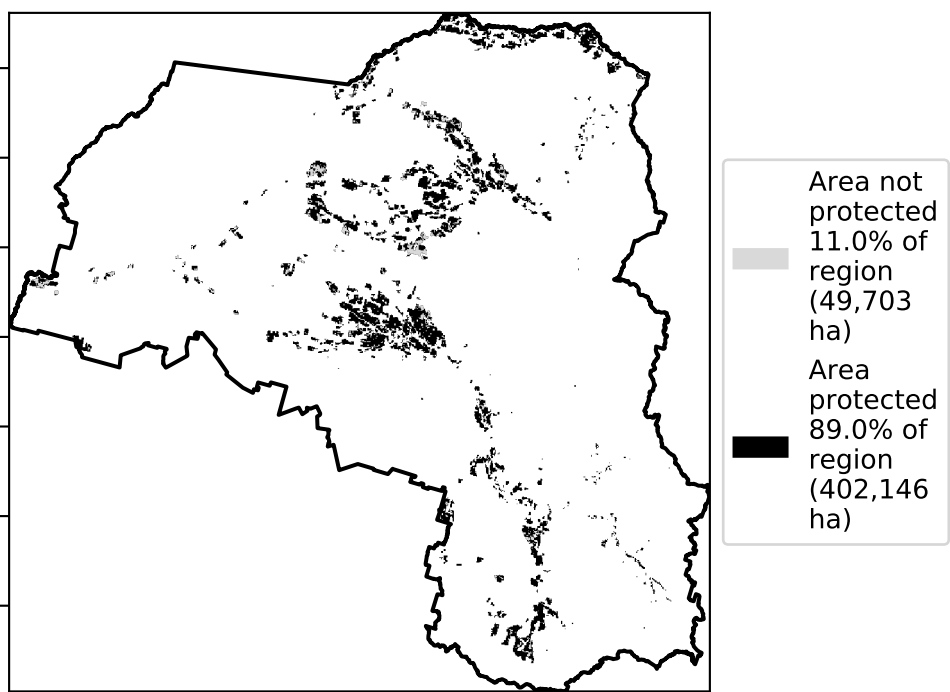 Area not
protected
11.0% of
region
(49,703
ha)
Area
protected
89.0% of
region
(402,146
ha)